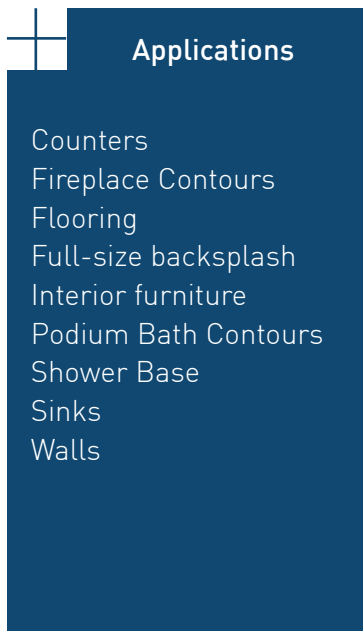 Applications
Counters
Fireplace Contours
Flooring
Full-size backsplash
Interior furniture
Podium Bath Contours
Shower Base
Sinks
Walls